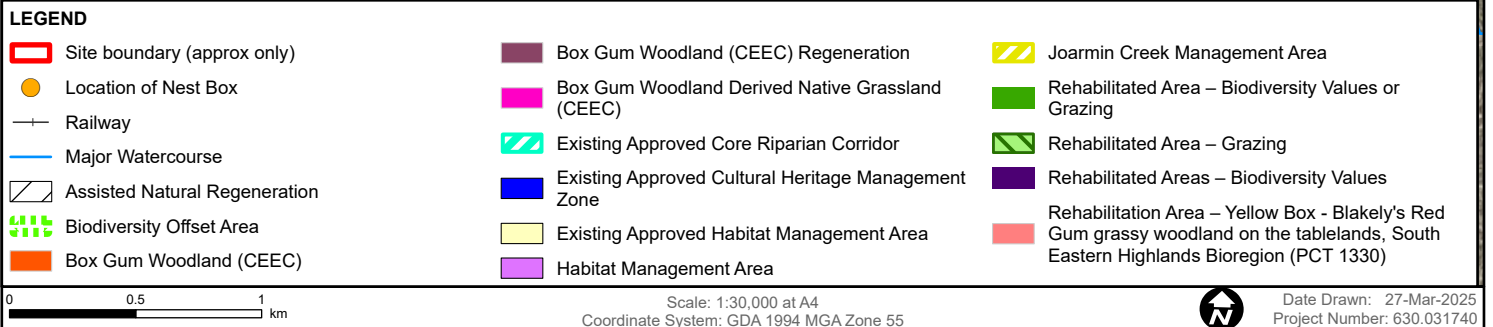 LEGEND
Site boundary (approx only)
Location of Nest Box
Railway
Major Watercourse
Assisted Natural Regeneration
Biodiversity Offset Area
Box Gum Woodland (CEEC)
Box Gum Woodland (CEEC) Regeneration
Box Gum Woodland Derived Native Grassland
(CEEC)
Existing Approved Core Riparian Corridor
Existing Approved Cultural Heritage Management
Zone
Existing Approved Habitat Management Area
Habitat Management Area
Joarmin Creek Management Area
Rehabilitated Area – Biodiversity Values or
Grazing
Rehabilitated Area – Grazing
Rehabilitated Areas – Biodiversity Values
Rehabilitation Area – Yellow Box - Blakely's Red
Gum grassy woodland on the tablelands, South
Eastern Highlands Bioregion (PCT 1330)
0 0.5 1
km
Scale: 1:30,000 at A4
Coordinate System: GDA 1994 MGA Zone 55
N
Date Drawn: 27-Mar-2025
Project Number: 630.031740